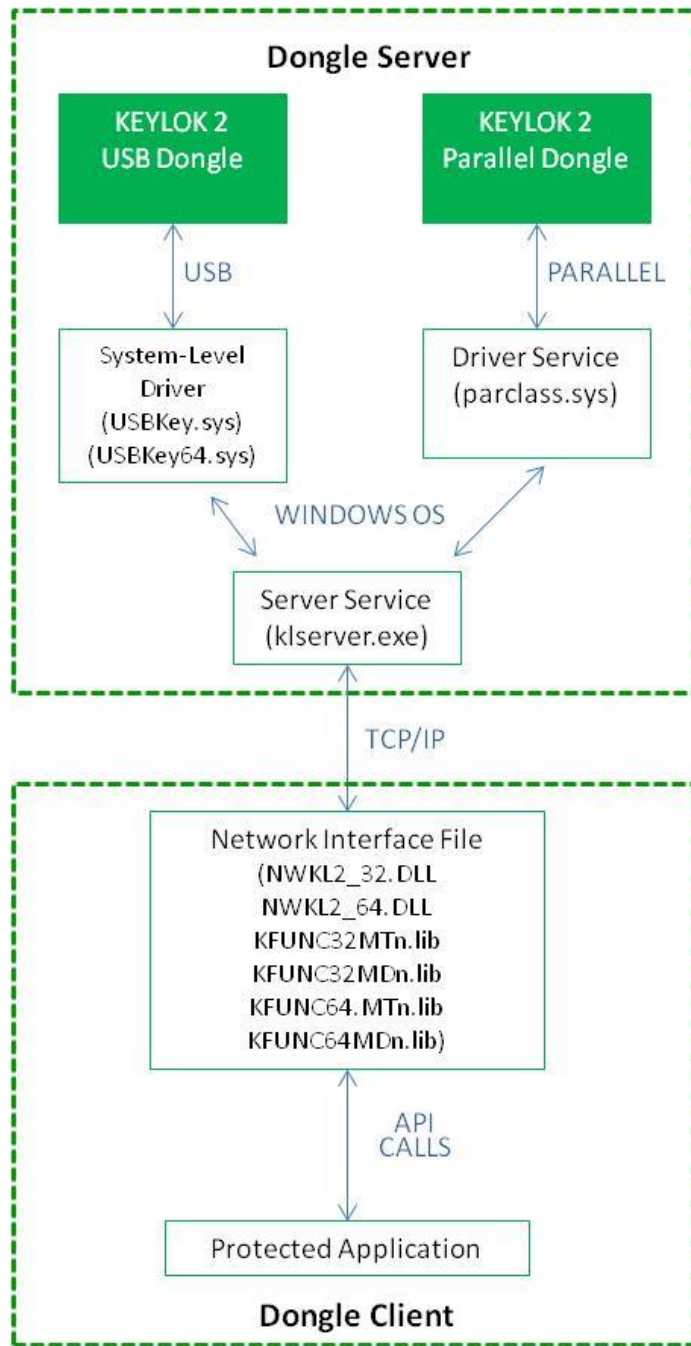 Dongle Server
KEYLOK 2
USB Dongle
KEYLOK 2
Parallel Dongle
USB
PARALLEL
System-Level
Driver
(USBKey.sys)
(USBKey64.sys)
Driver Service
(parclass.sys)
WINDOWS OS
Server Service
(klserver.exe)
TCP/IP
Network Interface File
(NWKL2_32.DLL
NWKL2_64.DLL
KFUNC32MTn.lib
KFUNC32MDn.lib
KFUNC64.MTn.lib
KFUNC64MDn.lib)
API
CALLS
Protected Application
Dongle Client